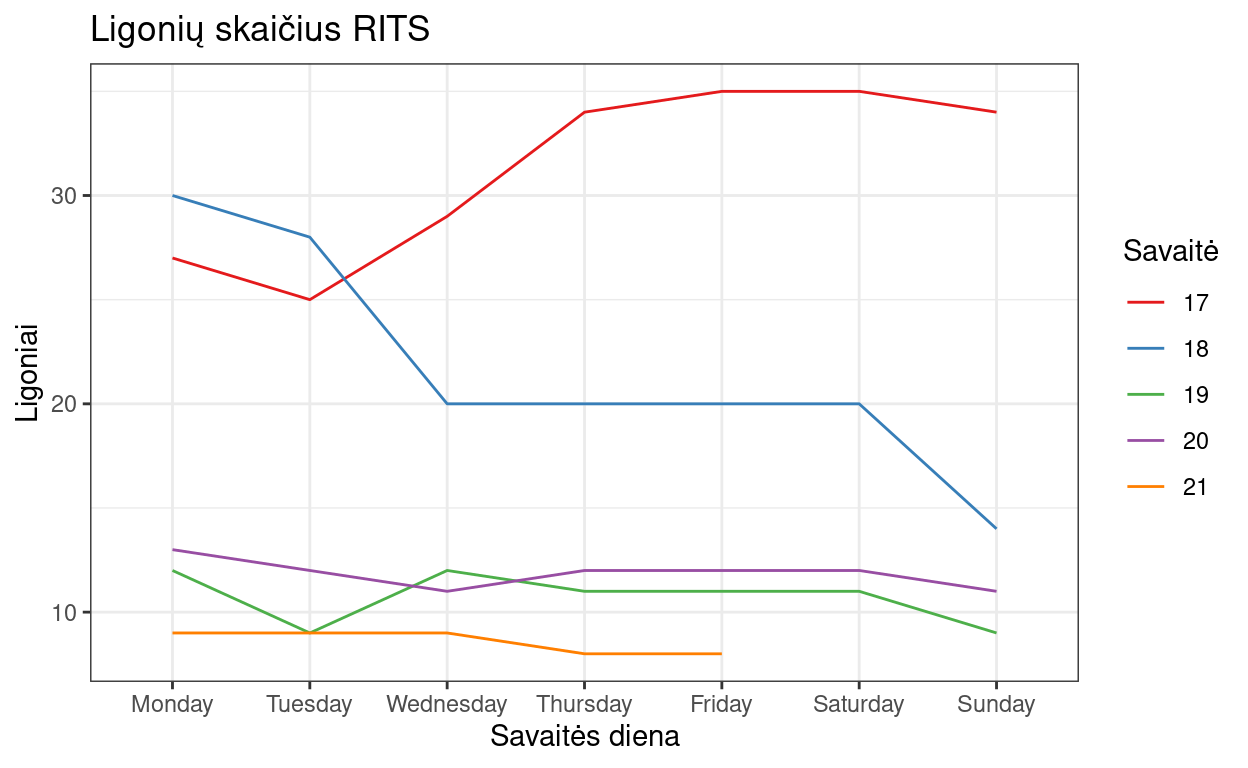 Ligonių skaičius RITS
30
20
10
Ligoniai
Monday Tuesday Wednesday Thursday Friday Saturday Sunday
Savaitės diena
Savaitė
17
18
19
20
21